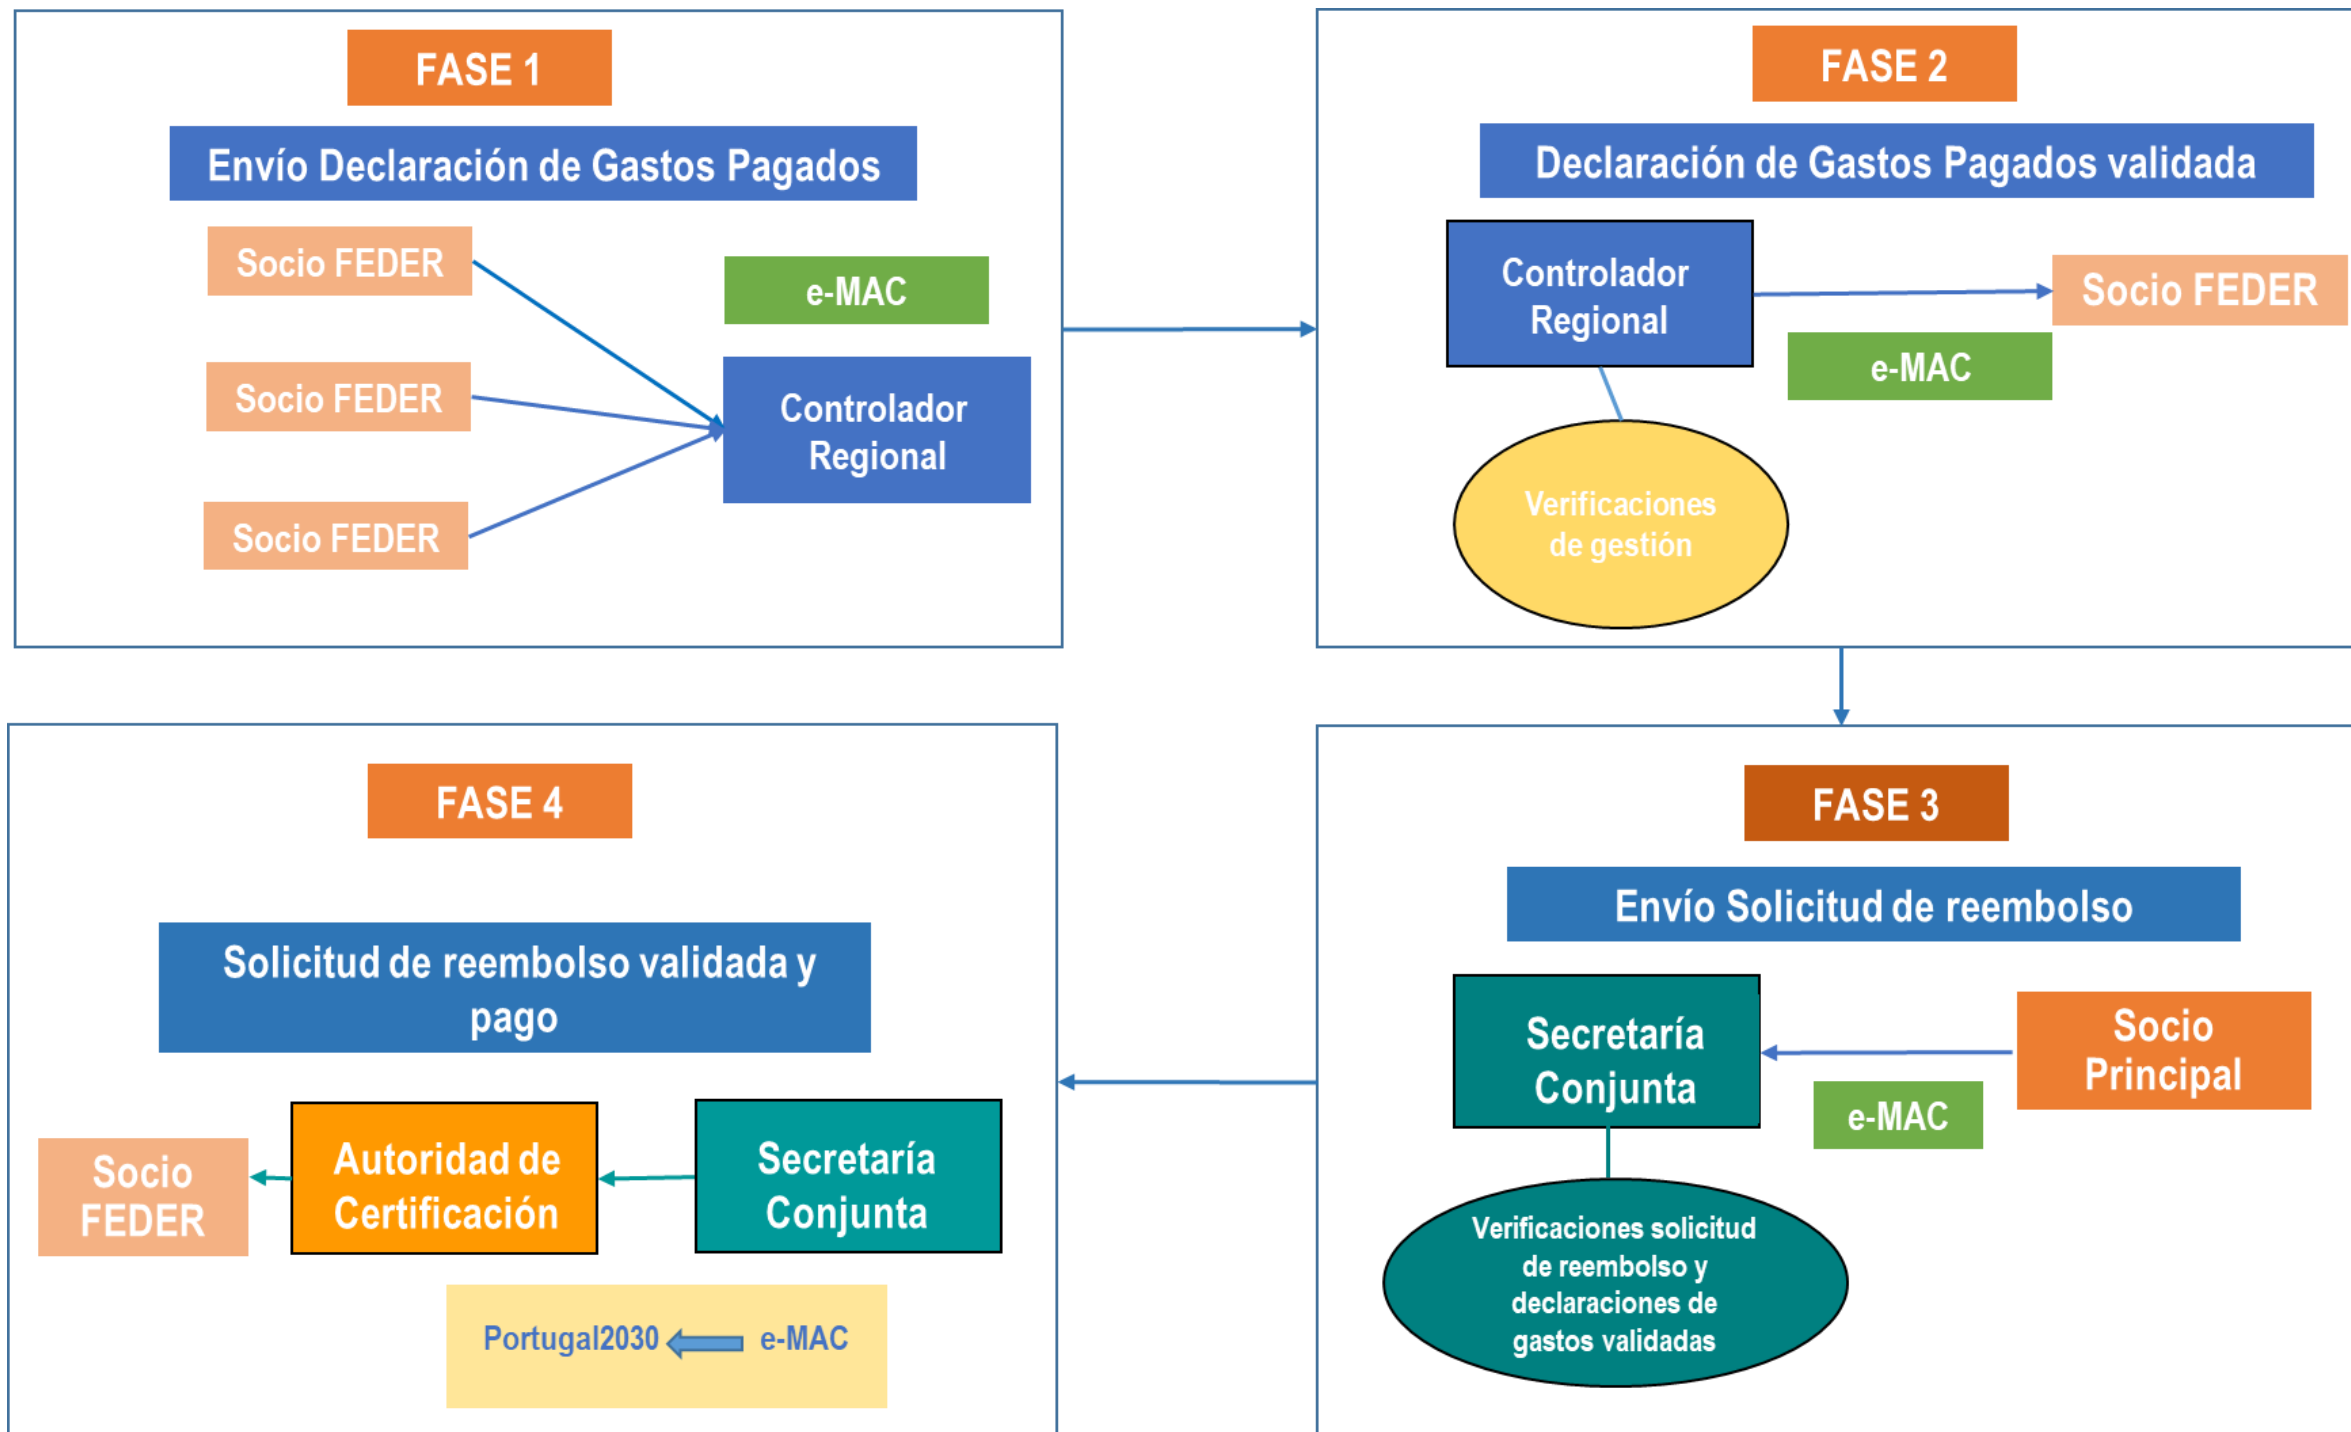 FASE 1
Envío Declaración de Gastos Pagados
Socio FEDER
e-MAC
Socio FEDER
Controlador
Regional
Socio FEDER
FASE 2
Declaración de Gastos Pagados validada
Controlador
Regional
Socio FEDER
e-MAC
Verificaciones
de gestión
FASE 3
Envío Solicitud de reembolso
Secretaría
Conjunta
Socio
Principal
e-MAC
Verificaciones solicitud
de reembolso y
declaraciones de
gastos validadas
FASE 4
Solicitud de reembolso validada y
pago
Socio
FEDER
Autoridad de
Certificación
Secretaría
Conjunta
Portugal2030
e-MAC